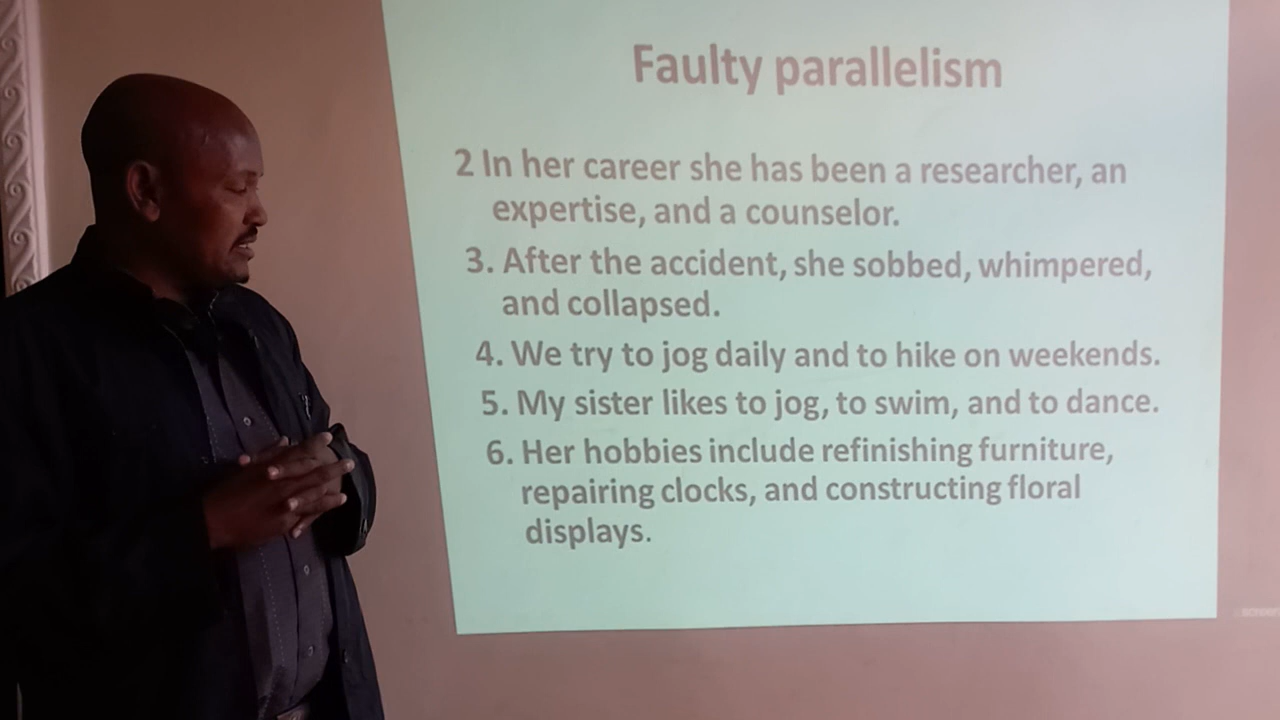 Faulty parallelism
2 In her career she has been a researcher, an
expertise, and a counselor.
3. After the accident, she sobbed, whimpered,
and collapsed.
4. We try to jog daily and to hike on weekends.
5. My sister likes to jog, to swim, and to dance.
6. Her hobbies include refinishing furniture,
repairing clocks, and constructing floral
displays.